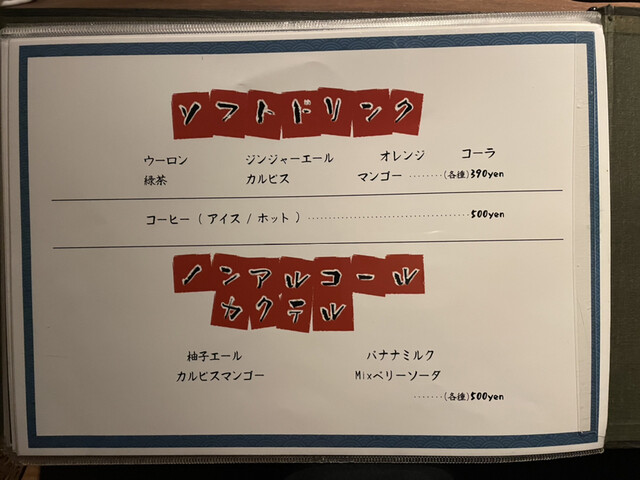 ソフトドリンク
ウーロン ジンジャーエール オレンジ コーラ
緑茶 カルピス マンゴー ········(各種)390yen
コーヒー ( アイス / ホット ) ·······································500yen
ノンアルコール
カクテル
柚子エール バナナミルク
カルピスマンゴー Mixベリーソーダ
·······(各種)500yen